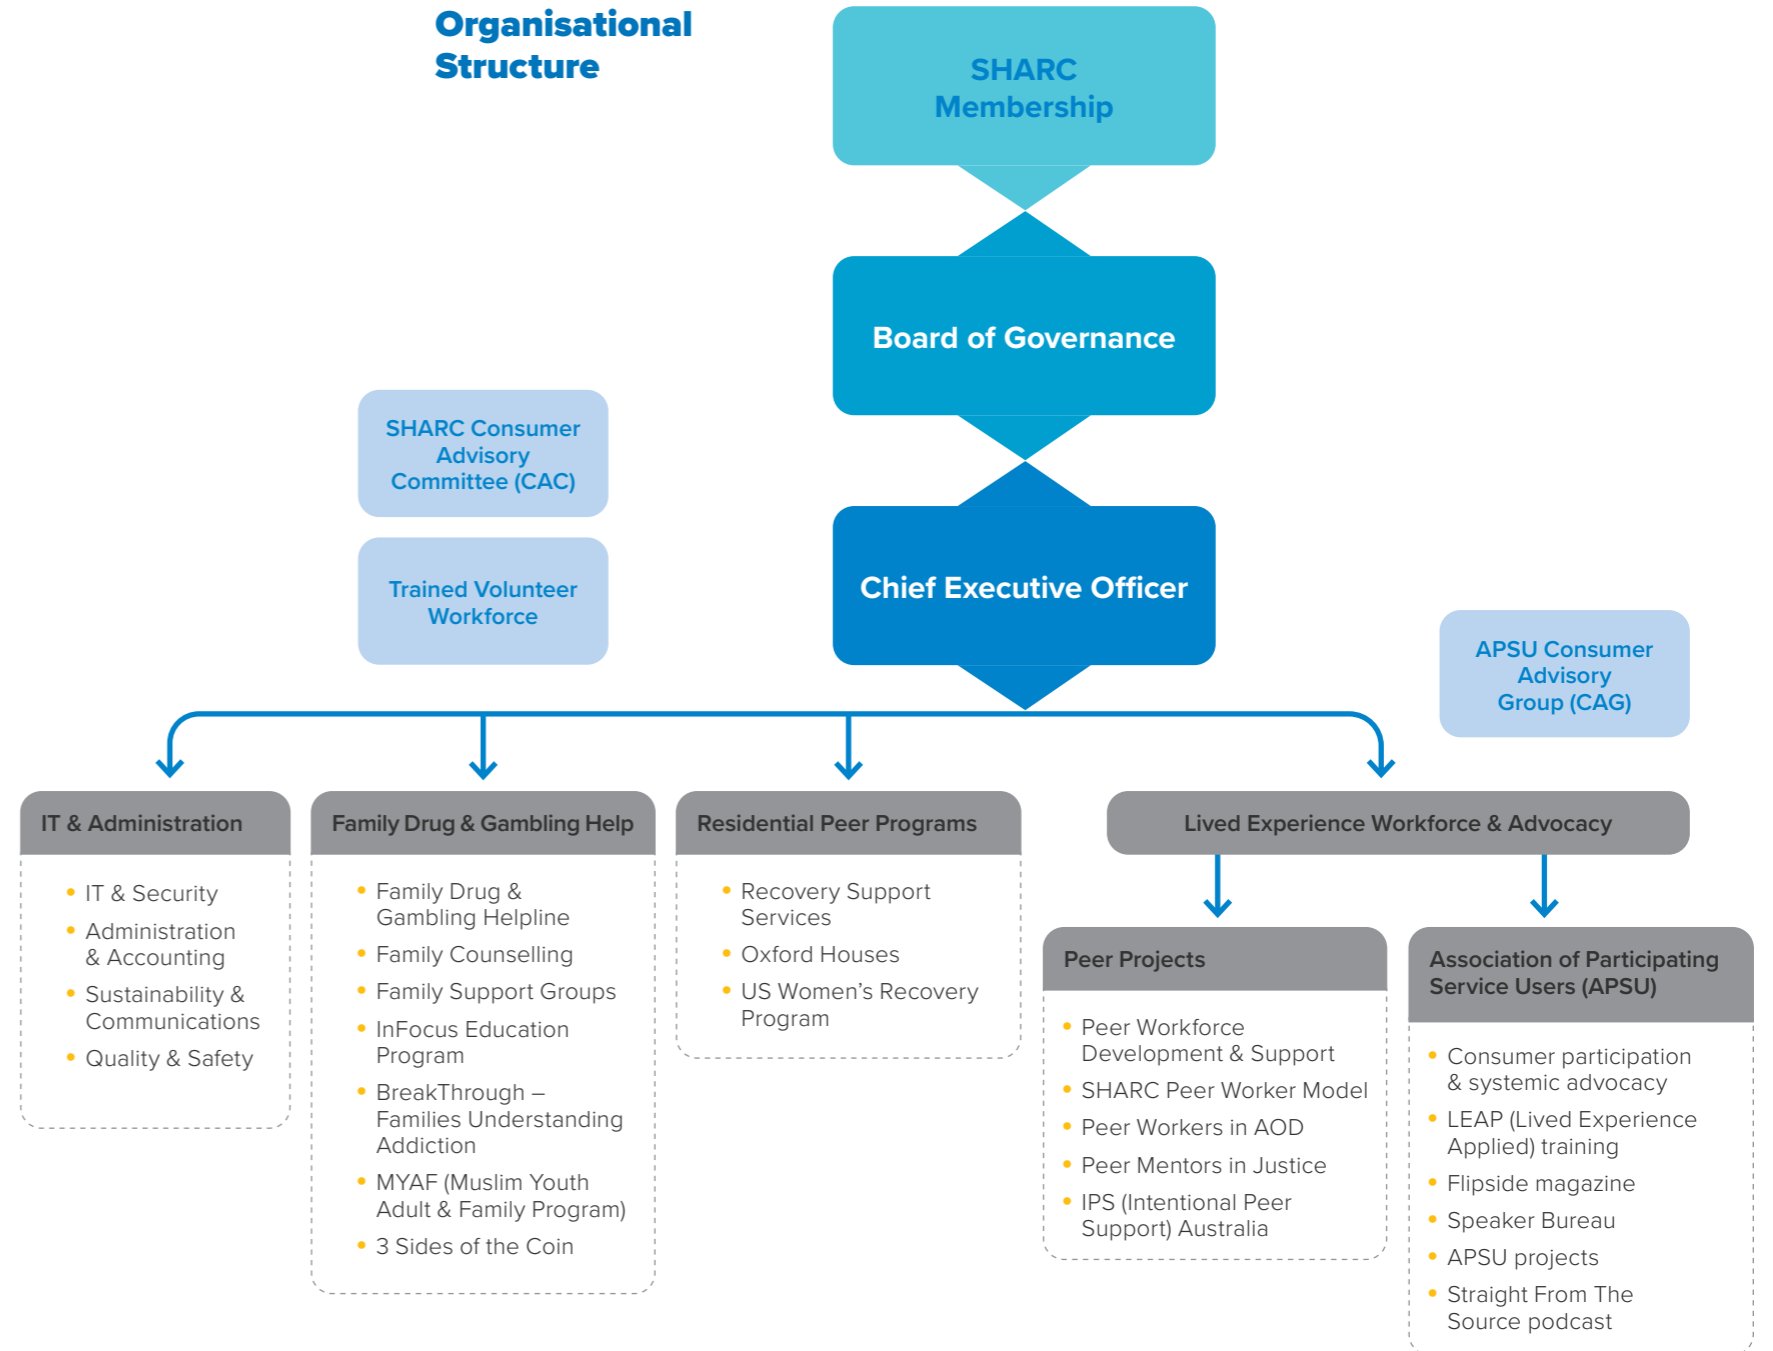 Organisational
Structure
SHARC
Membership
Board of Governance
SHARC Consumer
Advisory
Committee (CAC)
Trained Volunteer
Workforce
Chief Executive Officer
APSU Consumer
Advisory
Group (CAG)
IT & Administration
• IT & Security
• Administration
& Accounting
• Sustainability &
Communications
• Quality & Safety
Family Drug & Gambling Help
• Family Drug &
Gambling Helpline
• Family Counselling
• Family Support Groups
• InFocus Education
Program
• BreakThrough –
Families Understanding
Addiction
• MYAF (Muslim Youth
Adult & Family Program)
• 3 Sides of the Coin
Residential Peer Programs
• Recovery Support
Services
• Oxford Houses
• US Women’s Recovery
Program
Lived Experience Workforce & Advocacy
Peer Projects
• Peer Workforce
Development & Support
• SHARC Peer Worker Model
• Peer Workers in AOD
• Peer Mentors in Justice
• IPS (Intentional Peer
Support) Australia
Association of Participating
Service Users (APSU)
• Consumer participation
& systemic advocacy
• LEAP (Lived Experience
Applied) training
• Flipside magazine
• Speaker Bureau
• APSU projects
• Straight From The
Source podcast